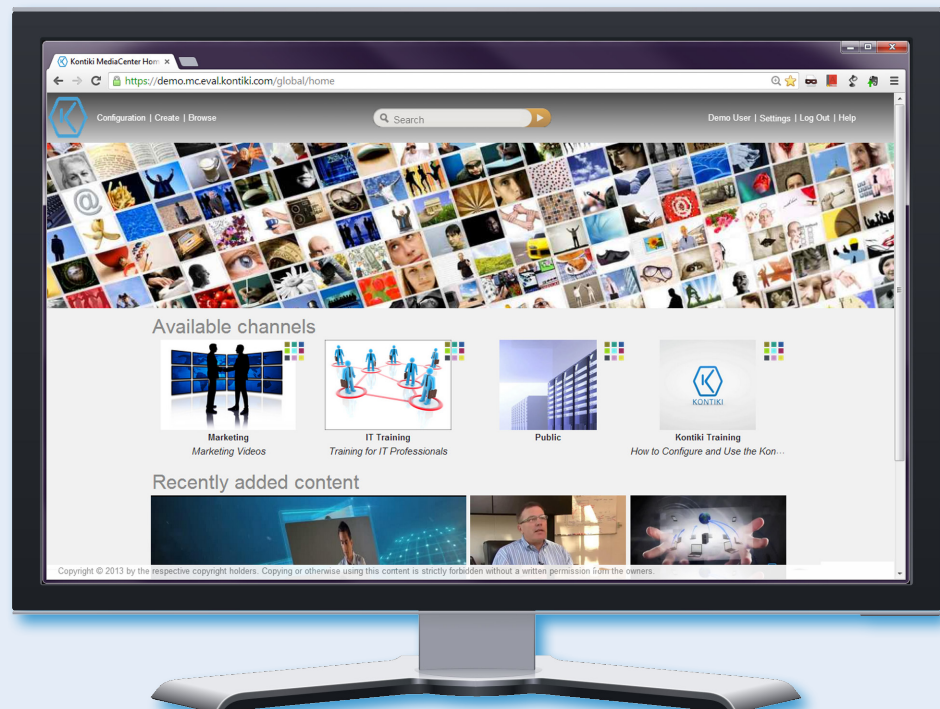 Kontiki MediaCenter Hom
https://demo.mc.eval.kontiki.com/global/home
Configuration | Create | Browse
Search
Demo User | Settings | Log Out | Help
@
Available channels
KONTIKI
Marketing
IT Training
Public
Kontiki Training
Marketing Videos
Training for IT Professionals
How to Configure and Use the Kon...
Recently added content
Copyright © 2013 by the respective copyright holders. Copying or otherwise using this content is strictly forbidden without a written permission from the owners.